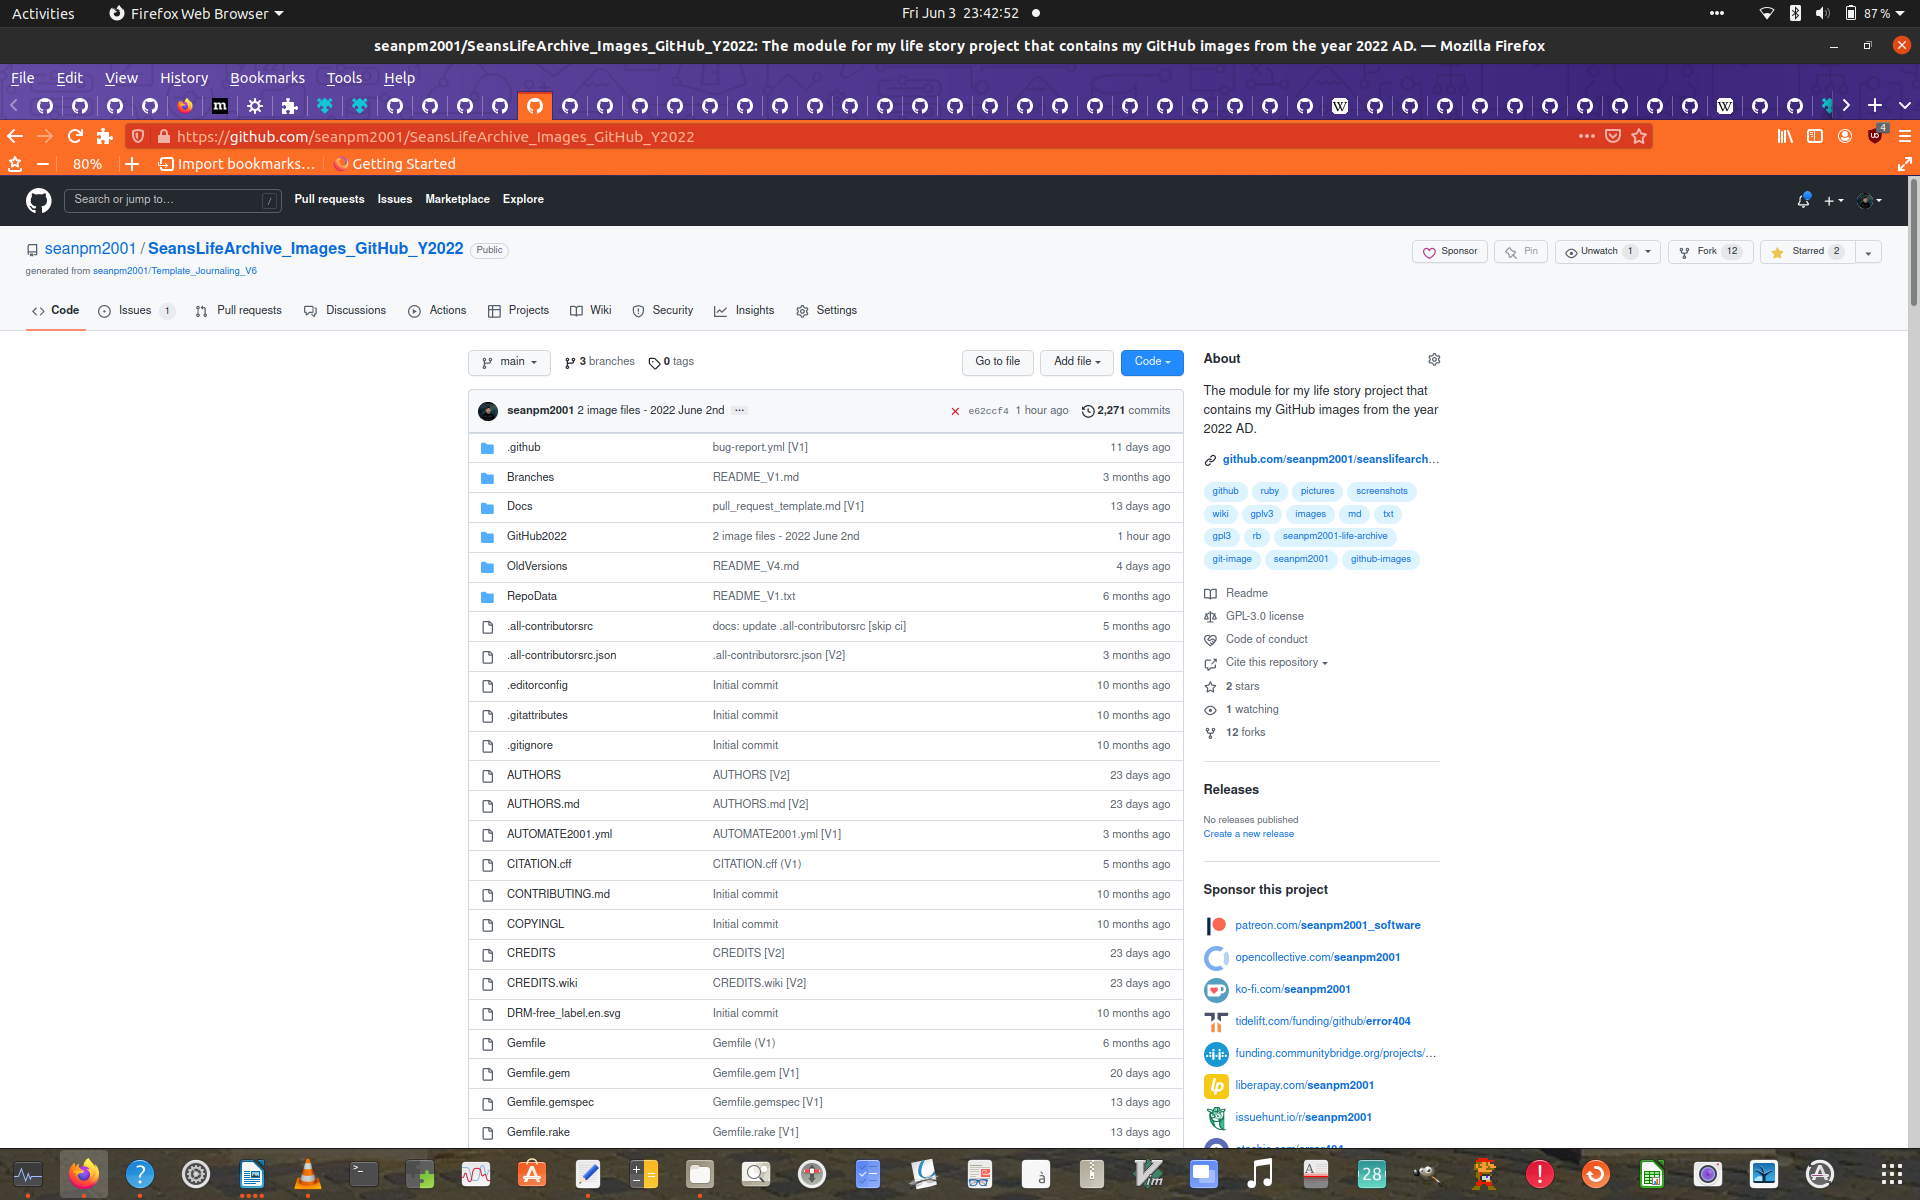 Activities Firefox Web Browser Fri Jun 3 23:42:52 87 %
seanpm2001/SeansLifeArchive_Images_GitHub_Y2022: The module for my life story project that contains my GitHub images from the year 2022 AD. — Mozilla Firefox
File Edit View History Bookmarks Tools Help
https://github.com/seanpm2001/SeansLifeArchive_Images_GitHub_Y2022 4
80% Import bookmarks... Getting Started
Search or jump to... / Pull requests Issues Marketplace Explore
seanpm2001 / SeansLifeArchive_Images_GitHub_Y2022 Public Sponsor Pin Unwatch 1 Fork 12 Starred 2
generated from seanpm2001/Template_Journaling_V6
Code Issues 1 Pull requests Discussions Actions Projects Wiki Security Insights Settings
main 3 branches 0 tags Go to file Add file Code
seanpm2001 2 image files - 2022 June 2nd ... e62ccf4 1 hour ago 2,271 commits
.github bug-report.yml [V1] 11 days ago
Branches README_V1.md 3 months ago
Docs pull_request_template.md [V1] 13 days ago
GitHub2022 2 image files - 2022 June 2nd 1 hour ago
OldVersions README_V4.md 4 days ago
RepoData README_V1.txt 6 months ago
.all-contributorsrc docs: update .all-contributorsrc [skip ci] 5 months ago
.all-contributorsrc.json .all-contributorsrc.json [V2] 3 months ago
.editorconfig Initial commit 10 months ago
.gitattributes Initial commit 10 months ago
.gitignore Initial commit 10 months ago
AUTHORS AUTHORS [V2] 23 days ago
AUTHORS.md AUTHORS.md [V2] 23 days ago
AUTOMATE2001.yml AUTOMATE2001.yml [V1] 3 months ago
CITATION.cff CITATION.cff (V1) 5 months ago
CONTRIBUTING.md Initial commit 10 months ago
COPYINGL Initial commit 10 months ago
CREDITS CREDITS [V2] 23 days ago
CREDITS.wiki CREDITS.wiki [V2] 23 days ago
DRM-free_label.en.svg Initial commit 10 months ago
Gemfile Gemfile (V1) 6 months ago
Gemfile.gem Gemfile.gem [V1] 20 days ago
Gemfile.gemspec Gemfile.gemspec [V1] 13 days ago
Gemfile.rake Gemfile.rake [V1] 13 days ago
About
The module for my life story project that
contains my GitHub images from the year
2022 AD.
github.com/seanpm2001/seanslifearch...
github ruby pictures screenshots
wiki gplv3 images md txt
gpl3 rb seanpm2001-life-archive
git-image seanpm2001 github-images
Readme
GPL-3.0 license
Code of conduct
Cite this repository
2 stars
1 watching
12 forks
Releases
No releases published
Create a new release
Sponsor this project
patreon.com/seanpm2001_software
opencollective.com/seanpm2001
ko-fi.com/seanpm2001
tidelift.com/funding/github/error404
funding.communitybridge.org/projects/...
liberapay.com/seanpm2001
issuehunt.io/r/seanpm2001
28